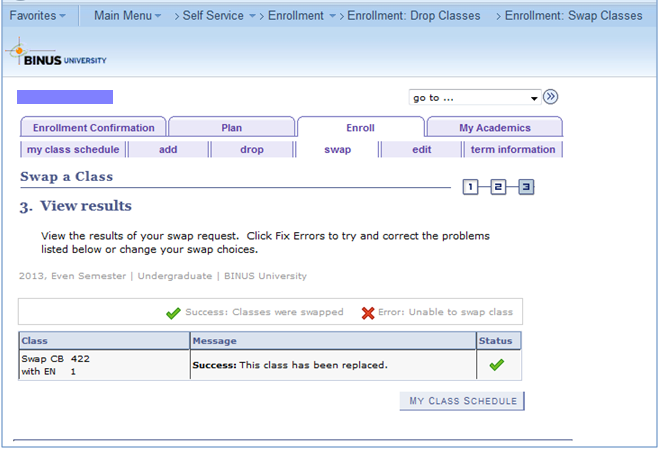 Favorites Main Menu > Self Service > Enrollment > Enrollment: Drop Classes > Enrollment: Swap Classes
BINUS UNIVERSITY
go to ...
Enrollment Confirmation Plan Enroll My Academics
my class schedule add drop swap edit term information
Swap a Class
1 2 3
3. View results
View the results of your swap request. Click Fix Errors to try and correct the problems
listed below or change your swap choices.
2013, Even Semester | Undergraduate | BINUS University
Success: Classes were swapped Error: Unable to swap class
Class Message Status
Swap CB 422
with EN 1
Success: This class has been replaced.
MY CLASS SCHEDULE